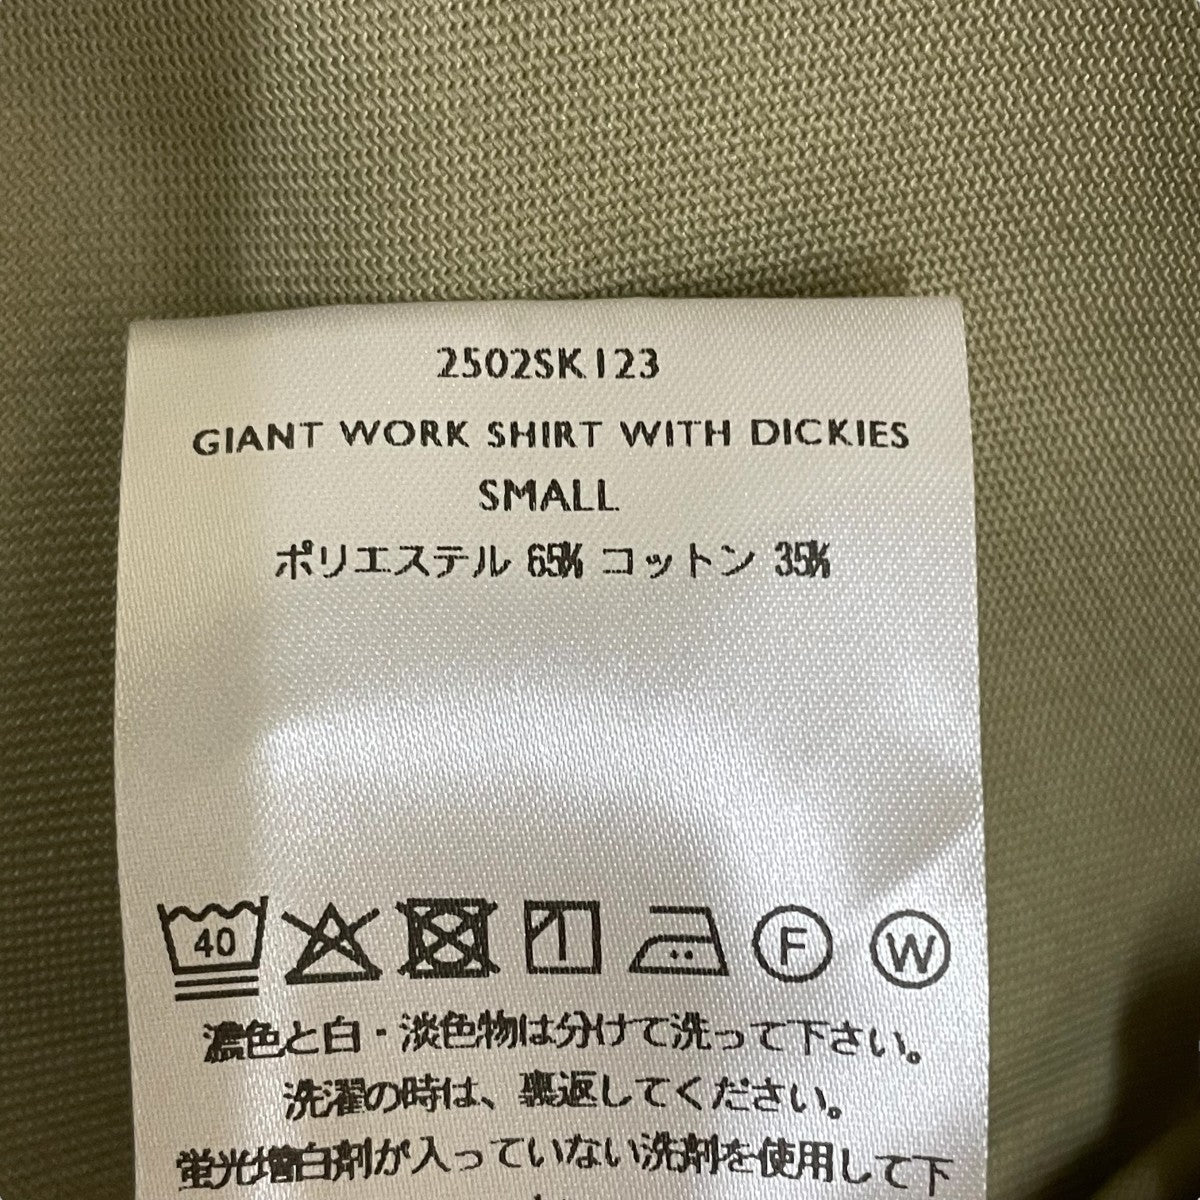 2502SK123
GIANT WORK SHIRT WITH DICKIES
SMALL
ポリエステル 65% コットン 35%
40 F W
濃色と白・淡色物は分けて洗って下さい。
洗濯の時は、裏返してください。
蛍光増白剤が入っていない洗剤を使用して下